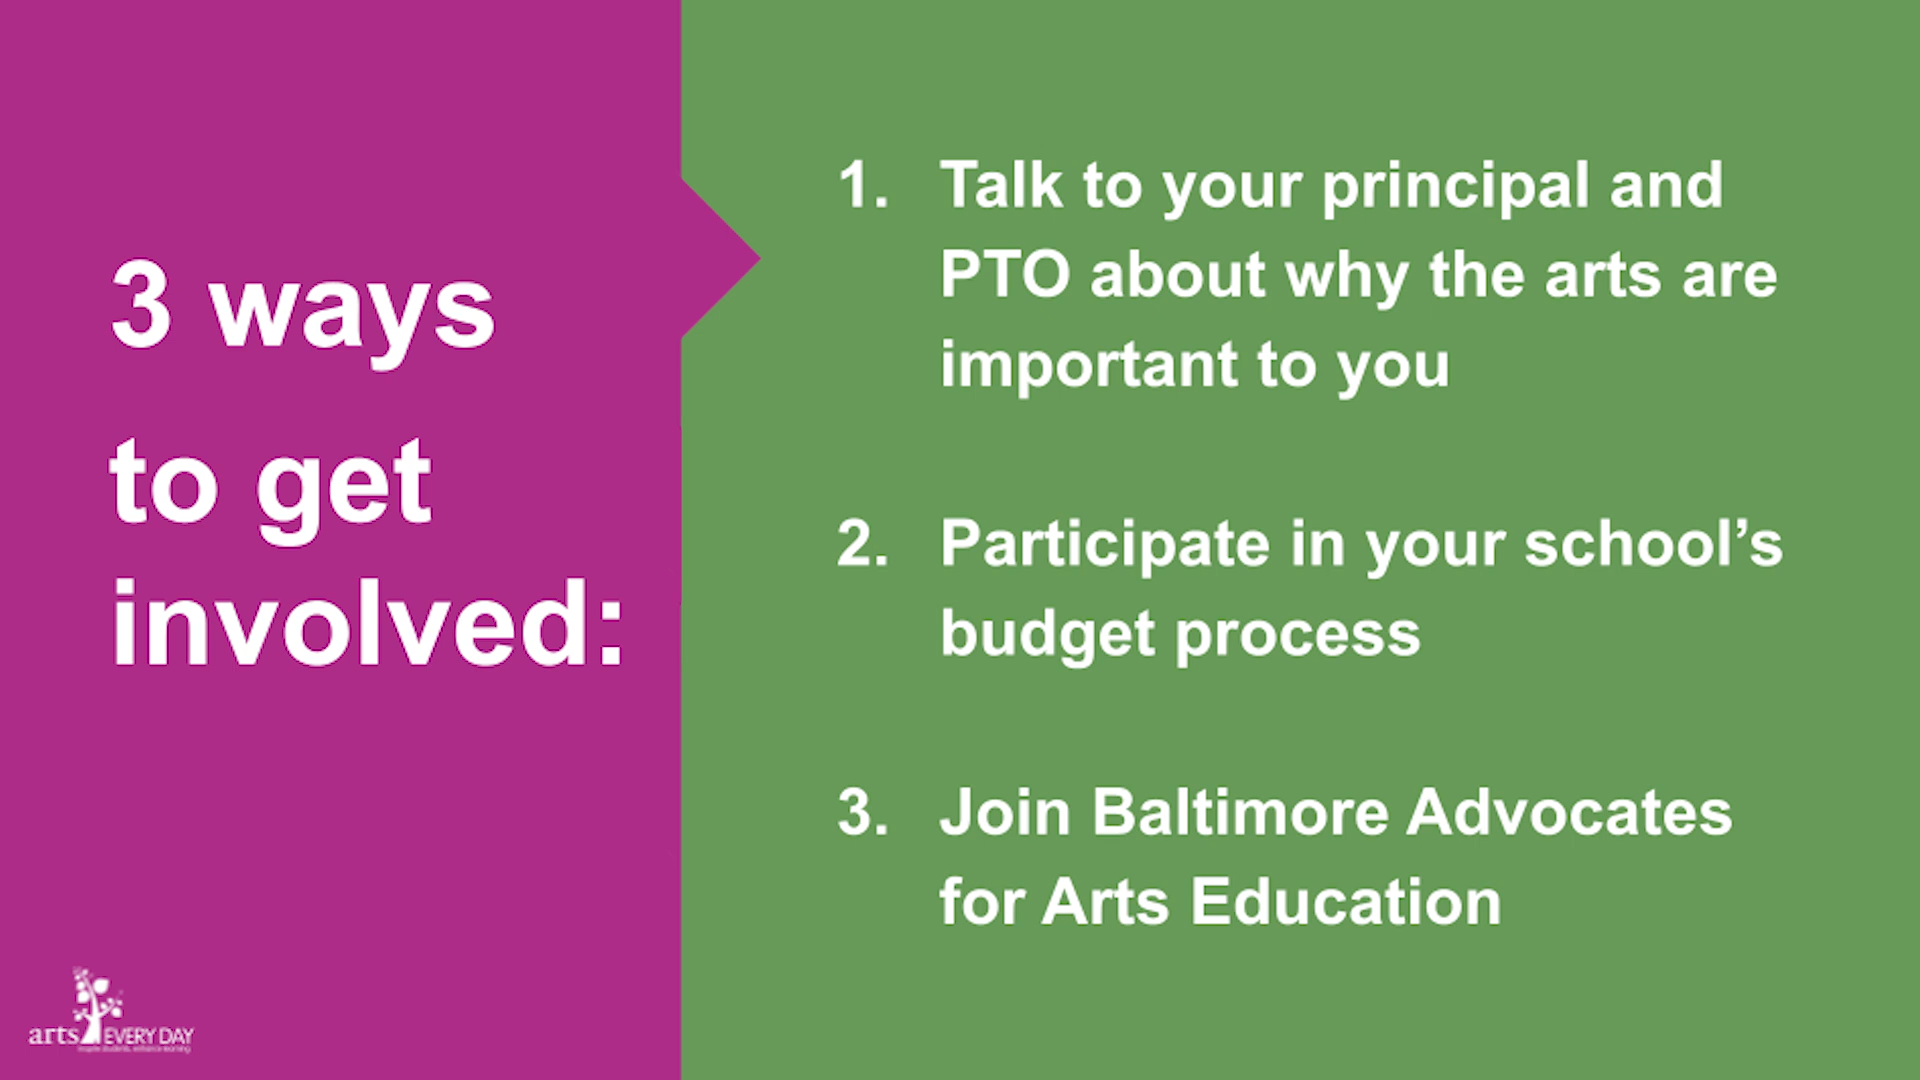 3 ways
to get
involved:
1. Talk to your principal and
PTO about why the arts are
important to you
2. Participate in your school’s
budget process
3. Join Baltimore Advocates
for Arts Education
arts EVERY DAY